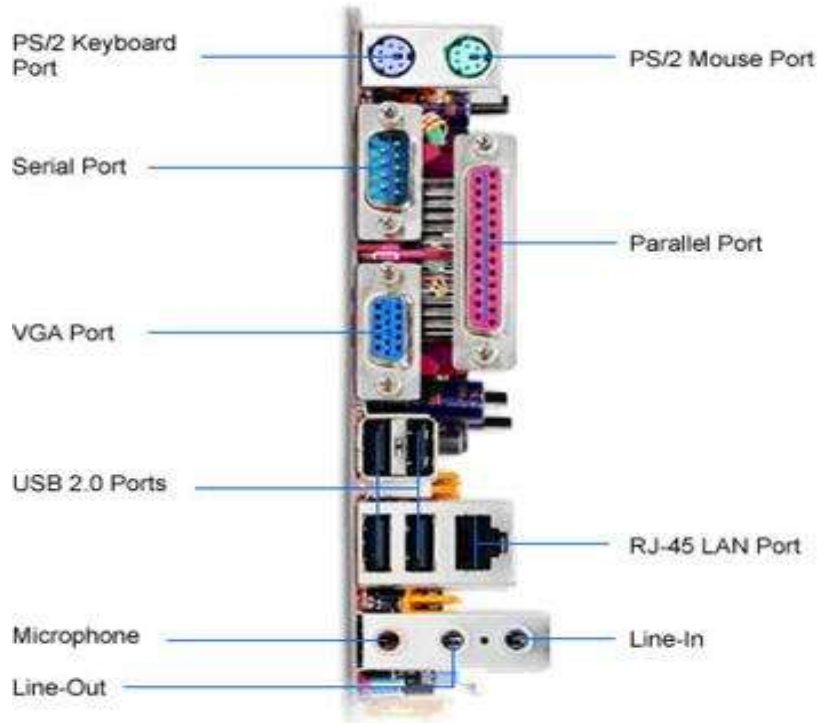 PS/2 Keyboard
Port
PS/2 Mouse Port
Serial Port
Parallel Port
VGA Port
USB 2.0 Ports
RJ-45 LAN Port
Microphone
Line-In
Line-Out